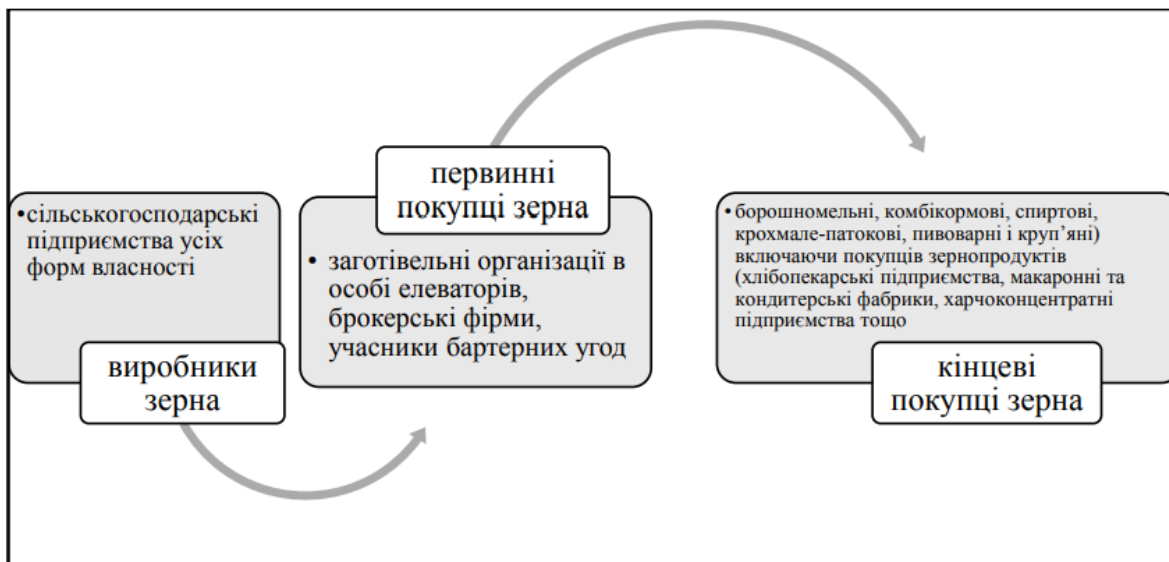 •сільськогосподарські
підприємства усіх
форм власності
виробники
зерна
первинні
покупці зерна
• заготівельні організації в
особі елеваторів,
брокерські фірми,
учасники бартерних угод
•борошномельні, комбікормові, спиртові,
крохмале-патокові, пивоварні і круп’яні)
включаючи покупців зернопродуктів
(хлібопекарські підприємства, макаронні та
кондитерські фабрики, харчоконцентратні
підприємства тощо
кінцеві
покупці зерна